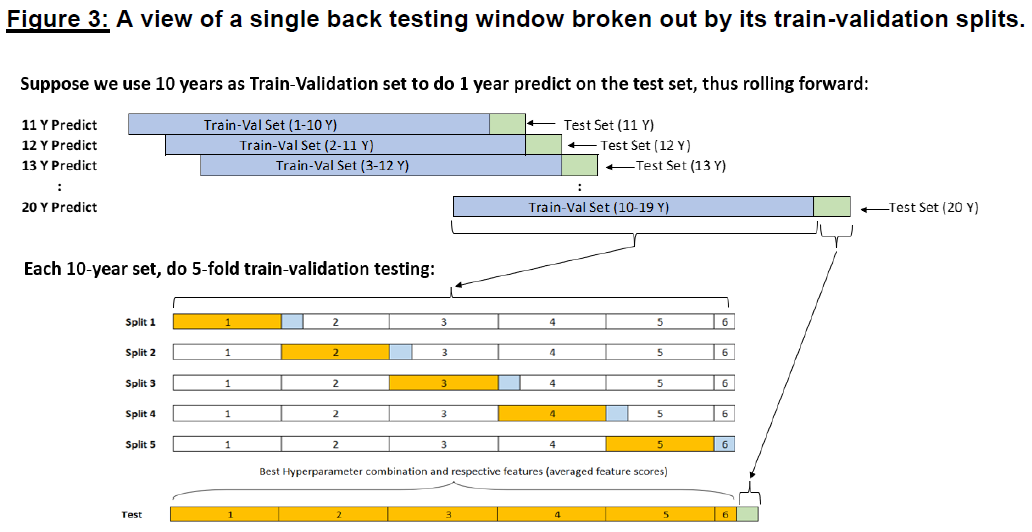 Figure 3: A view of a single back testing window broken out by its train-validation splits.
Suppose we use 10 years as Train-Validation set to do 1 year predict on the test set, thus rolling forward:
11 Y Predict Train-Val Set (1-10 Y) Test Set (11 Y)
12 Y Predict Train-Val Set (2-11 Y) Test Set (12 Y)
13 Y Predict Train-Val Set (3-12 Y) Test Set (13 Y)
: :
20 Y Predict Train-Val Set (10-19 Y) Test Set (20 Y)
Each 10-year set, do 5-fold train-validation testing:
Split 1 1 2 3 4 5 6
Split 2 1 2 3 4 5 6
Split 3 1 2 3 4 5 6
Split 4 1 2 3 4 5 6
Split 5 1 2 3 4 5 6
Best Hyperparameter combination and respective features (averaged feature scores)
Test 1 2 3 4 5 6